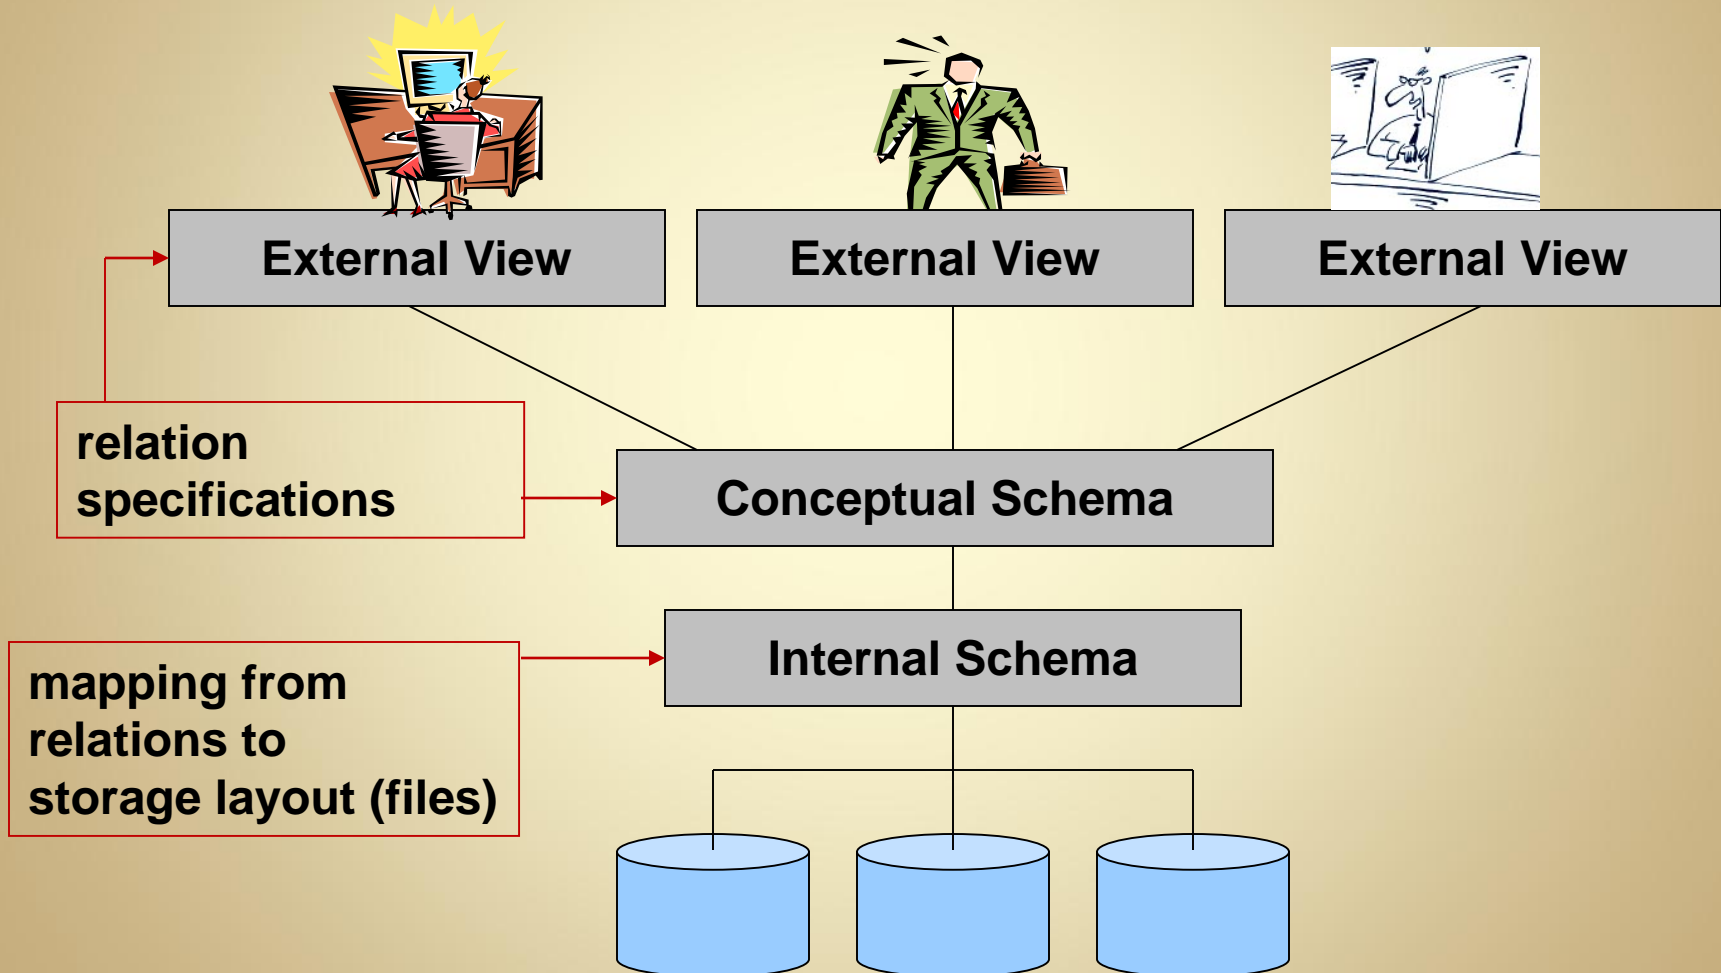 External View
External View
External View
relation
specifications
Conceptual Schema
Internal Schema
mapping from
relations to
storage layout (files)